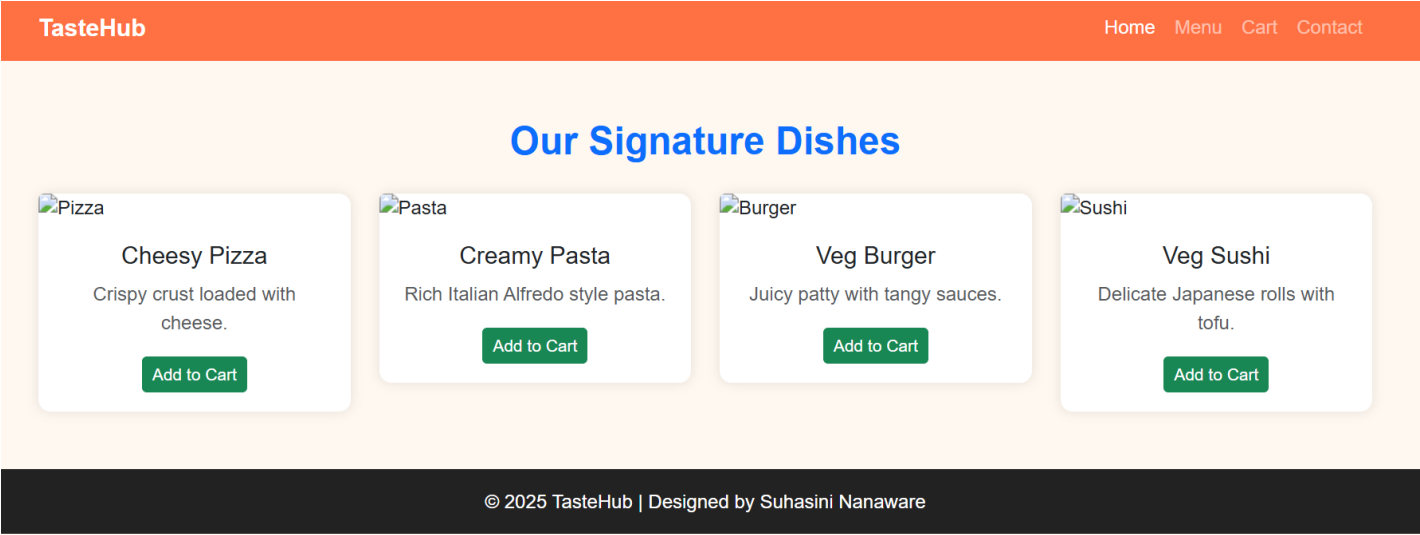 TasteHub
Home Menu Cart Contact
Our Signature Dishes
Pizza
Cheesy Pizza
Crispy crust loaded with
cheese.
Add to Cart
Pasta
Creamy Pasta
Rich Italian Alfredo style pasta.
Add to Cart
Burger
Veg Burger
Juicy patty with tangy sauces.
Add to Cart
Sushi
Veg Sushi
Delicate Japanese rolls with
tofu.
Add to Cart
© 2025 TasteHub | Designed by Suhasini Nanaware